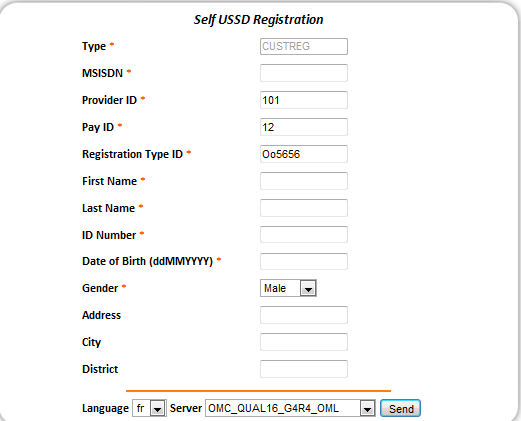 Self USSD Registration
Type * CUSTREG
MSISDN *
Provider ID * 101
Pay ID * 12
Registration Type ID * Oo5656
First Name *
Last Name *
ID Number *
Date of Birth (ddMMYYYY) *
Gender * Male
Address
City
District
Language fr Server OMC_QUAL16_G4R4_OML Send